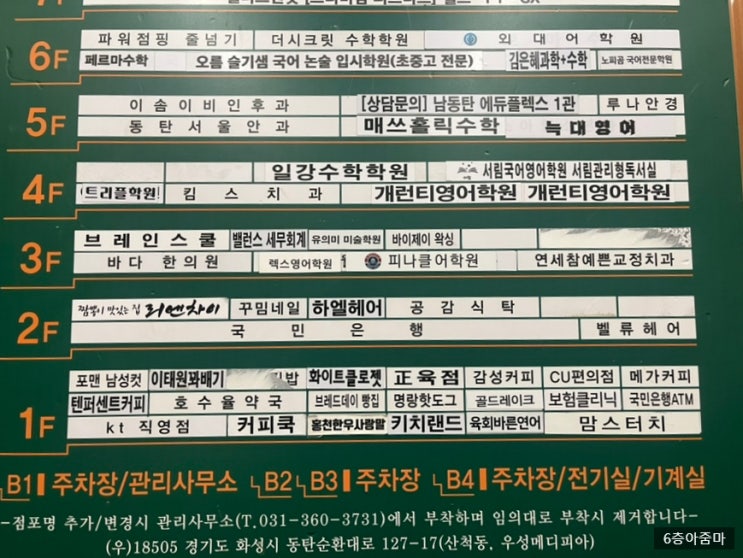 6F
파워점핑 줄넘기 더시크릿 수학학원 외대어학원
페르마수학 오름 슬기샘 국어 논술 입시학원(초중고 전문) 김은혜과학+수학 노피곰 국어전문학원
5F
이솜이비인후과 [상담문의] 남동탄 에듀플렉스 1관 루나안경
동탄서울안과 매쓰홀릭수학 늑대영어
4F
일강수학학원 서림국어영어학원 서림관리형독서실
트리플학원 킴스치과 개런티영어학원 개런티영어학원
3F
브레인스쿨 밸런스 세무회계 유의미 미술학원 바이제이 왁싱
바다 한의원 렉스영어학원 피나클어학원 연세참예쁜교정치과
2F
짬뽕이 맛있는 집 리엔차이 꾸밈네일 하엘헤어 공감식탁
국민은행 벨류헤어
1F
포맨 남성컷 이태원꽈배기 김밥 화이트클로젯 正육점 감성커피 CU편의점 메가커피
텐퍼센트커피 호수율약국 브레드데이 빵집 명랑핫도그 골드레이크 보험클리닉 국민은행ATM
kt 직영점 커피쿡 홍천한우사랑말 키치랜드 육회바른연어 맘스터치
B1 주차장/관리사무소 B2 B3 주차장 B4 주차장/전기실/기계실
-점포명 추가/변경시 관리사무소(T.031-360-3731)에서 부착하며 임의대로 부착시 제거합니다-
(우)18505 경기도 화성시 동탄순환대로 127-17(산척동, 우성메디피아)
6층아줌마